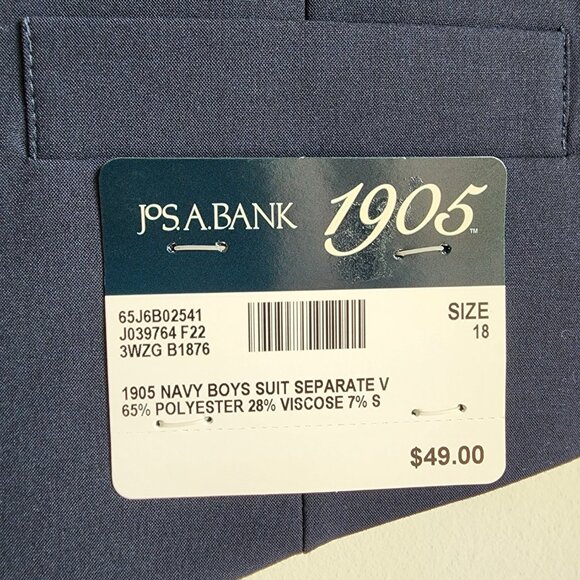 JOS. A. BANK 1905™
65J6B02541
J039764 F22
3WZG B1876
SIZE
18
1905 NAVY BOYS SUIT SEPARATE V
65% POLYESTER 28% VISCOSE 7% S
$49.00